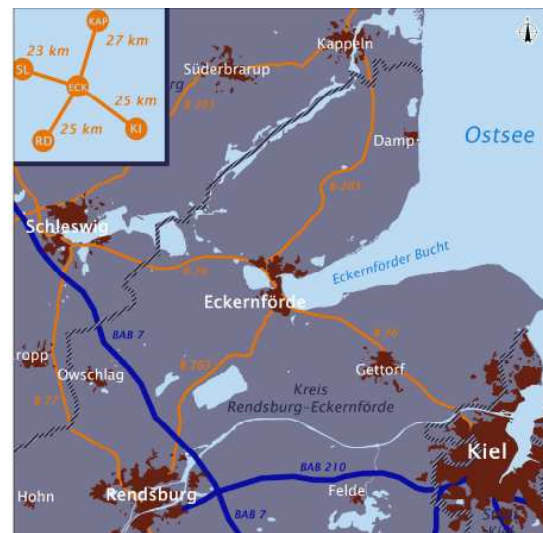 KAP
23 km
27 km
SL
ECK
25 km
25 km
KI
RD
Kappeln
Süderbrarup
rg
B 201
Damp
Ostsee
B 203
Schleswig
Eckernförder Bucht
B 76
Eckernförde
BAB 7
B 76
ropp
Owschlag
B 203
Gettorf
B 77
Kreis
Rendsburg-Eckernförde
Kiel
BAB 210
Hohn
Rendsburg
Felde
BAB 7